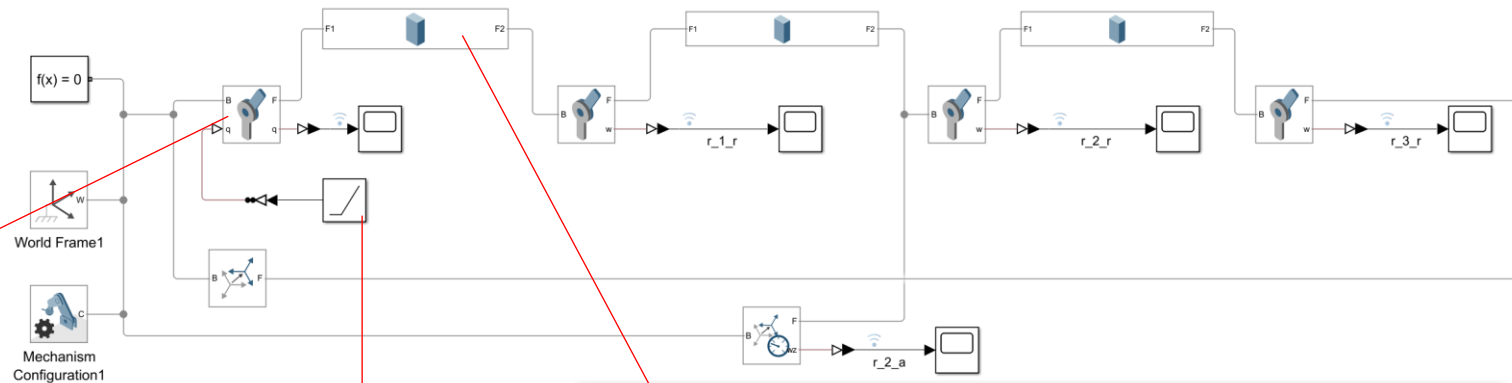 F1
F2
F1
F2
F1
F2
f(x) = 0
B
F
q
q
B
F
w
r_1_r
B
F
w
r_2_r
B
F
w
r_3_r
W
World Frame1
B
F
C
Mechanism
Configuration1
B
F
wz
r_2_a